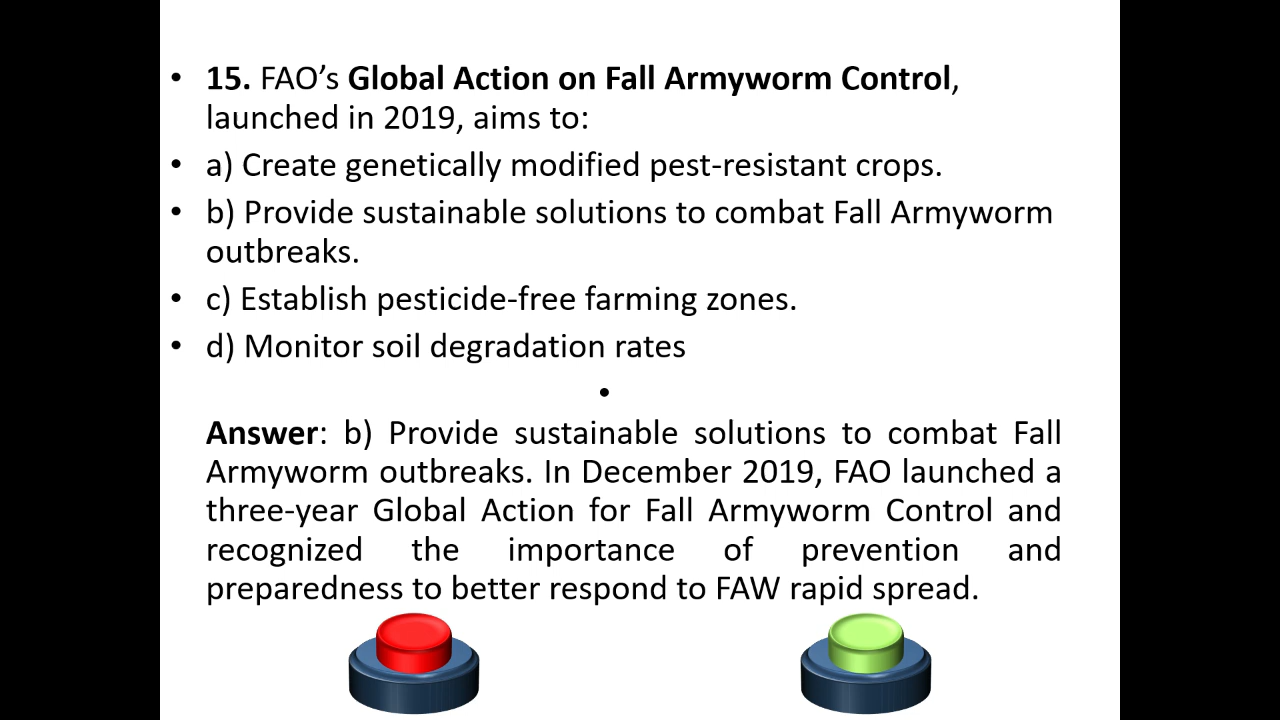 • 15. FAO’s Global Action on Fall Armyworm Control,
launched in 2019, aims to:
• a) Create genetically modified pest-resistant crops.
• b) Provide sustainable solutions to combat Fall Armyworm
outbreaks.
• c) Establish pesticide-free farming zones.
• d) Monitor soil degradation rates
•
Answer: b) Provide sustainable solutions to combat Fall
Armyworm outbreaks. In December 2019, FAO launched a
three-year Global Action for Fall Armyworm Control and
recognized the importance of prevention and
preparedness to better respond to FAW rapid spread.